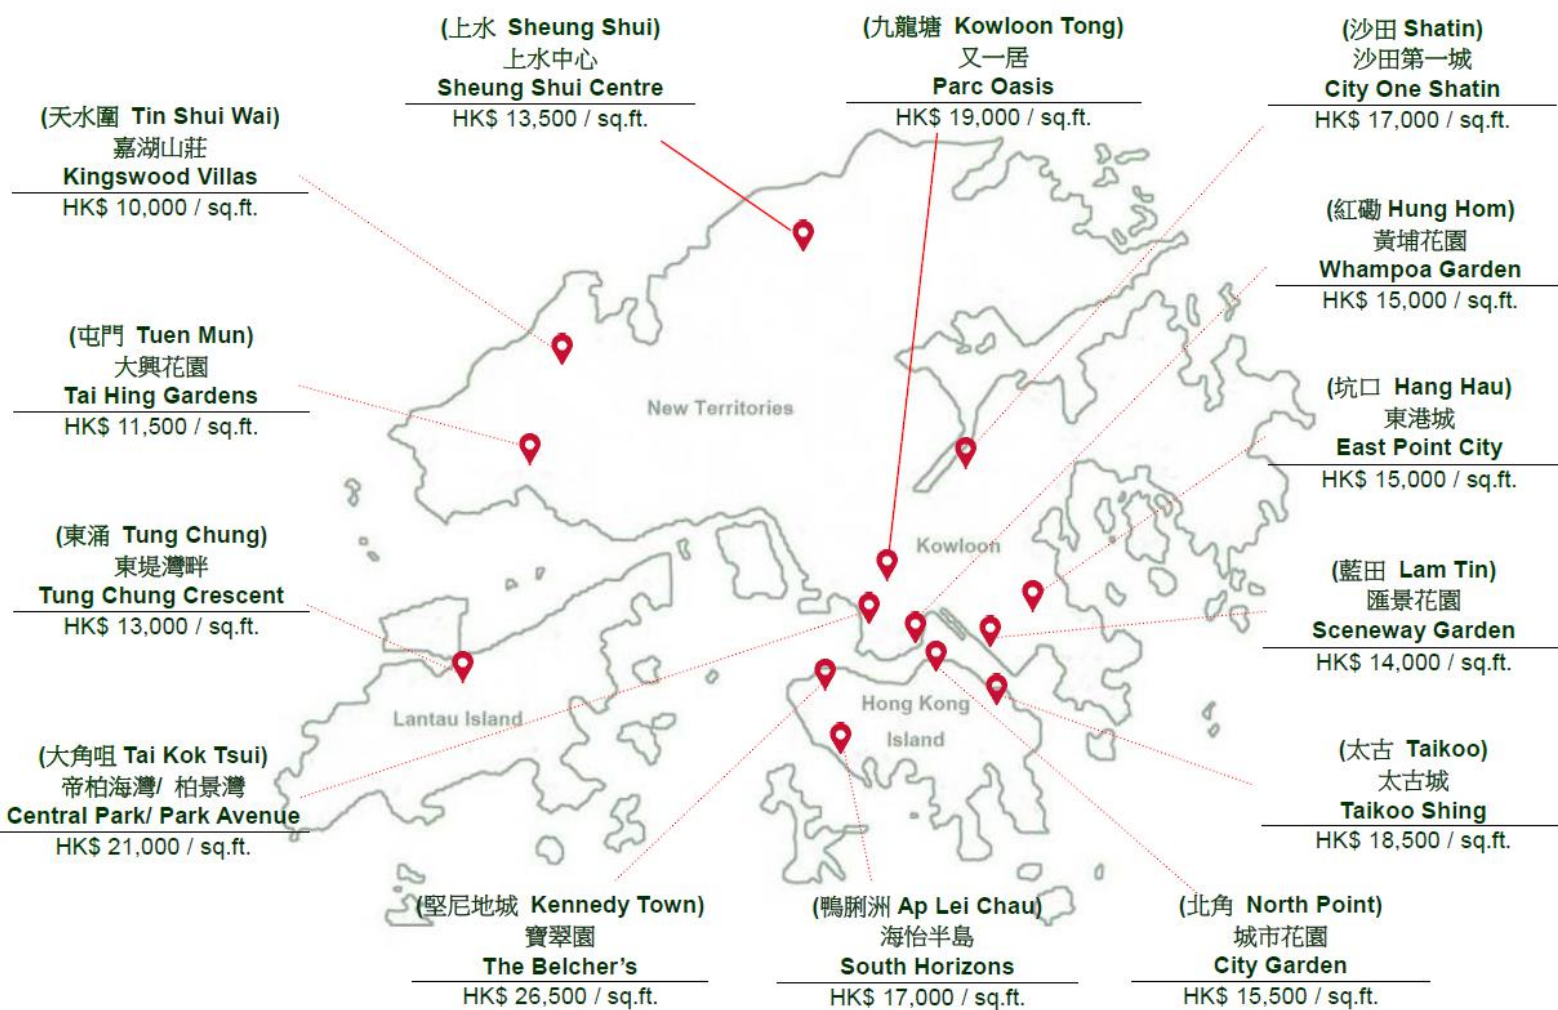 (上水 Sheung Shui)
上水中心
Sheung Shui Centre
HK$ 13,500 / sq.ft.
(九龍塘 Kowloon Tong)
又一居
Parc Oasis
HK$ 19,000 / sq.ft.
(沙田 Shatin)
沙田第一城
City One Shatin
HK$ 17,000 / sq.ft.
(天水圍 Tin Shui Wai)
嘉湖山莊
Kingswood Villas
HK$ 10,000 / sq.ft.
(紅磡 Hung Hom)
黃埔花園
Whampoa Garden
HK$ 15,000 / sq.ft.
(屯門 Tuen Mun)
大興花園
Tai Hing Gardens
HK$ 11,500 / sq.ft.
New Territories
(坑口 Hang Hau)
東港城
East Point City
HK$ 15,000 / sq.ft.
(東涌 Tung Chung)
東堤灣畔
Tung Chung Crescent
HK$ 13,000 / sq.ft.
Kowloon
(藍田 Lam Tin)
匯景花園
Sceneway Garden
HK$ 14,000 / sq.ft.
Lantau Island
Hong Kong
Island
(大角咀 Tai Kok Tsui)
帝柏海灣/ 柏景灣
Central Park/ Park Avenue
HK$ 21,000 / sq.ft.
(太古 Taikoo)
太古城
Taikoo Shing
HK$ 18,500 / sq.ft.
(堅尼地城 Kennedy Town)
寶翠園
The Belcher’s
HK$ 26,500 / sq.ft.
(鴨脷洲 Ap Lei Chau)
海怡半島
South Horizons
HK$ 17,000 / sq.ft.
(北角 North Point)
城市花園
City Garden
HK$ 15,500 / sq.ft.